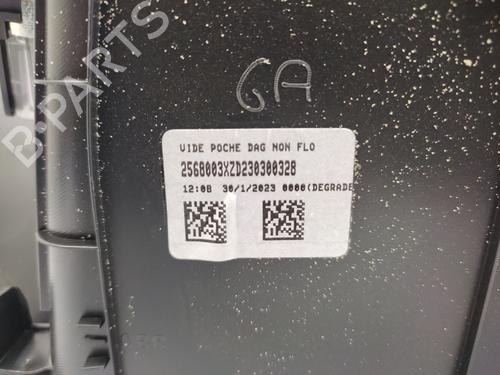 GA
VIDE POCHE DAG NON FLO
2568003XZD230300328
12:08 30/1/2023 0000(DEGRADE
B-PARTS